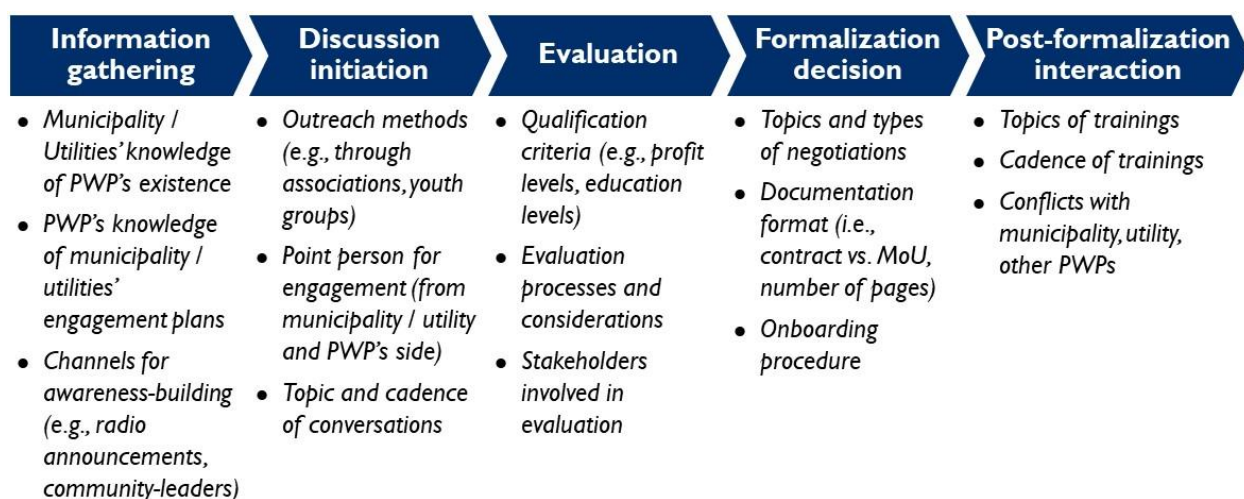 Information
gathering
Discussion
initiation
Evaluation
Formalization
decision
Post-formalization
interaction
● Municipality /
Utilities’ knowledge
of PWP’s existence
● PWP’s knowledge
of municipality /
utilities’
engagement plans
● Channels for
awareness-building
(e.g., radio
announcements,
community-leaders)
● Outreach methods
(e.g., through
associations, youth
groups)
● Point person for
engagement (from
municipality / utility
and PWP’s side)
● Topic and cadence
of conversations
● Qualification
criteria (e.g., profit
levels, education
levels)
● Evaluation
processes and
considerations
● Stakeholders
involved in
evaluation
● Topics and types
of negotiations
● Documentation
format (i.e.,
contract vs. MoU,
number of pages)
● Onboarding
procedure
● Topics of trainings
● Cadence of trainings
● Conflicts with
municipality, utility,
other PWPs